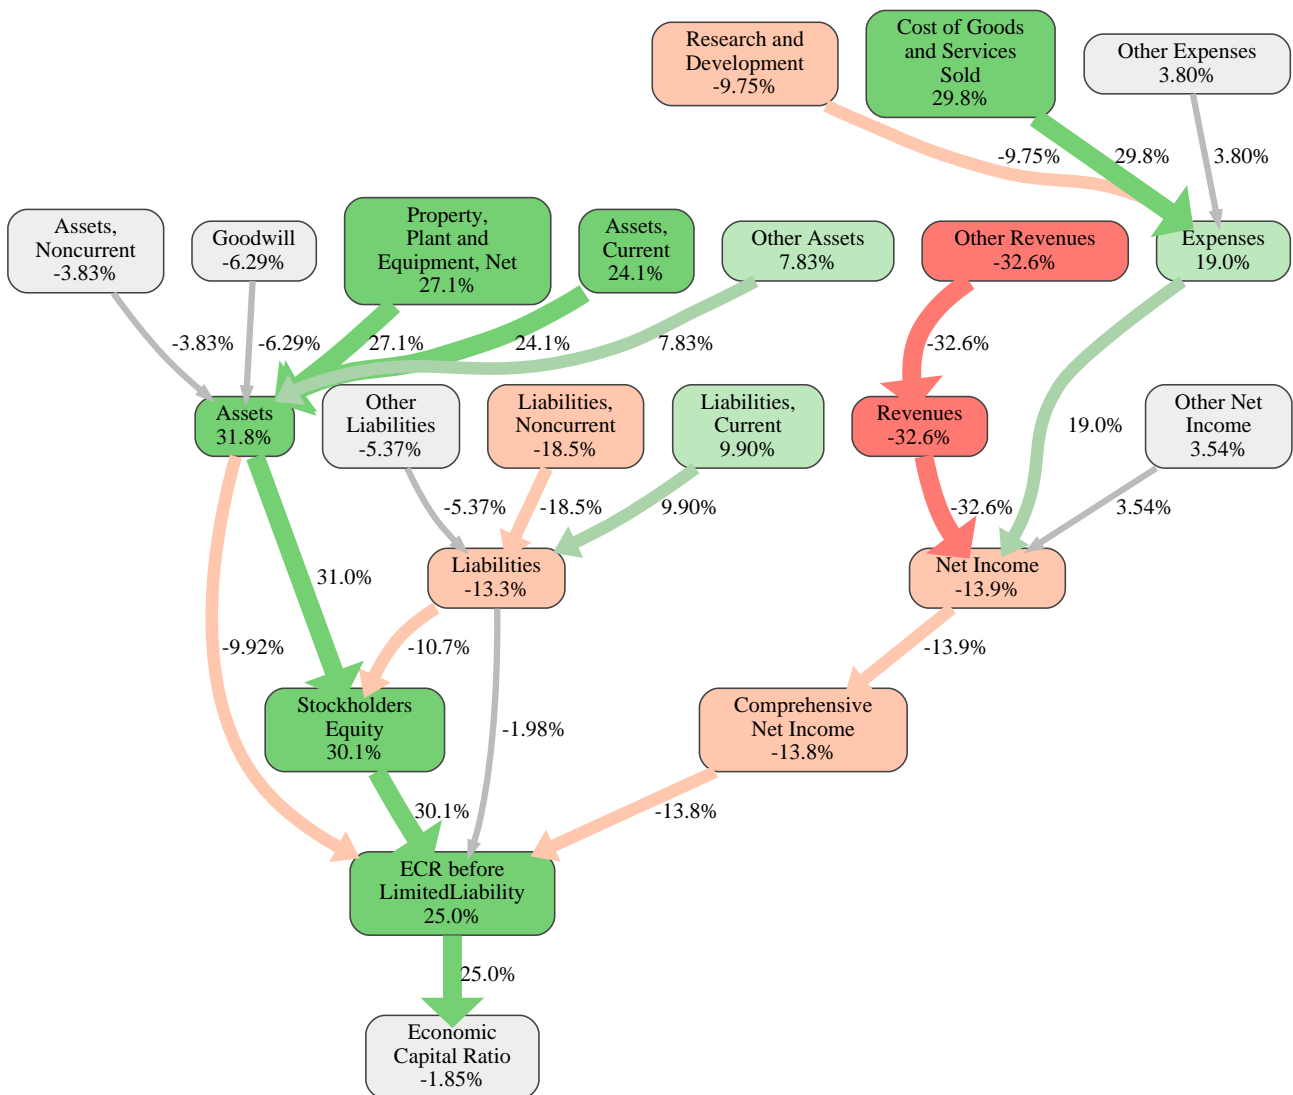 Research and
Development
-9.75%
Cost of Goods
and Services
Sold
29.8%
Other Expenses
3.80%
-9.75%
29.8%
3.80%
Assets,
Noncurrent
-3.83%
Goodwill
-6.29%
Property,
Plant and
Equipment, Net
27.1%
Assets,
Current
24.1%
Other Assets
7.83%
Other Revenues
-32.6%
Expenses
19.0%
-3.83%
-6.29%
27.1%
24.1%
7.83%
-32.6%
Assets
31.8%
Other
Liabilities
-5.37%
Liabilities,
Noncurrent
-18.5%
Liabilities,
Current
9.90%
Revenues
-32.6%
19.0%
Other Net
Income
3.54%
-5.37%
-18.5%
9.90%
-32.6%
3.54%
31.0%
Liabilities
-13.3%
Net Income
-13.9%
-9.92%
-10.7%
-13.9%
Stockholders
Equity
30.1%
-1.98%
Comprehensive
Net Income
-13.8%
30.1%
-13.8%
ECR before
LimitedLiability
25.0%
25.0%
Economic
Capital Ratio
-1.85%